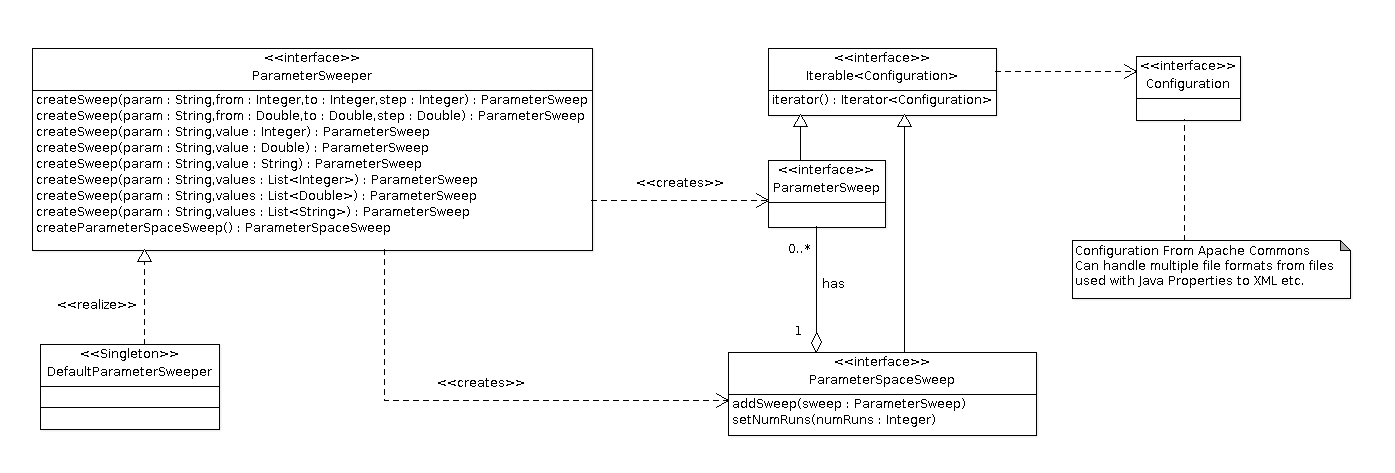 <<interface>>
ParameterSweeper
createSweep(param : String,from : Integer,to : Integer,step : Integer) : ParameterSweep
createSweep(param : String,from : Double,to : Double,step : Double) : ParameterSweep
createSweep(param : String,value : Integer) : ParameterSweep
createSweep(param : String,value : Double) : ParameterSweep
createSweep(param : String,value : String) : ParameterSweep
createSweep(param : String,values : List<Integer>) : ParameterSweep
createSweep(param : String,values : List<Double>) : ParameterSweep
createSweep(param : String,values : List<String>) : ParameterSweep
createParameterSpaceSweep() : ParameterSpaceSweep
<<interface>>
Iterable<Configuration>
iterator() : Iterator<Configuration>
<<interface>>
Configuration
<<creates>>
<<interface>>
ParameterSweep
0..*
has
1
Configuration From Apache Commons
Can handle multiple file formats from files
used with Java Properties to XML etc.
<<realize>>
<<Singleton>>
DefaultParameterSweeper
<<creates>>
<<interface>>
ParameterSpaceSweep
addSweep(sweep : ParameterSweep)
setNumRuns(numRuns : Integer)